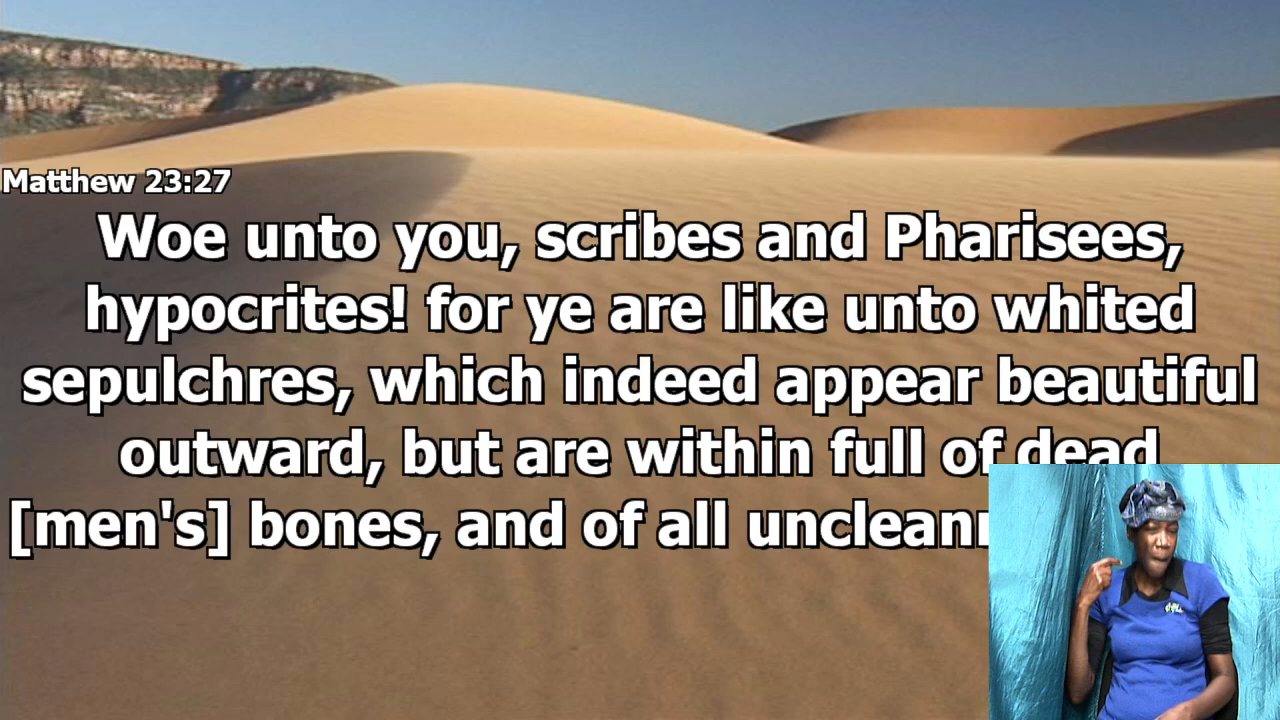 Matthew 23:27
Woe unto you, scribes and Pharisees,
hypocrites! for ye are like unto whited
sepulchres, which indeed appear beautiful
outward, but are within full of dead
[men's] bones, and of all